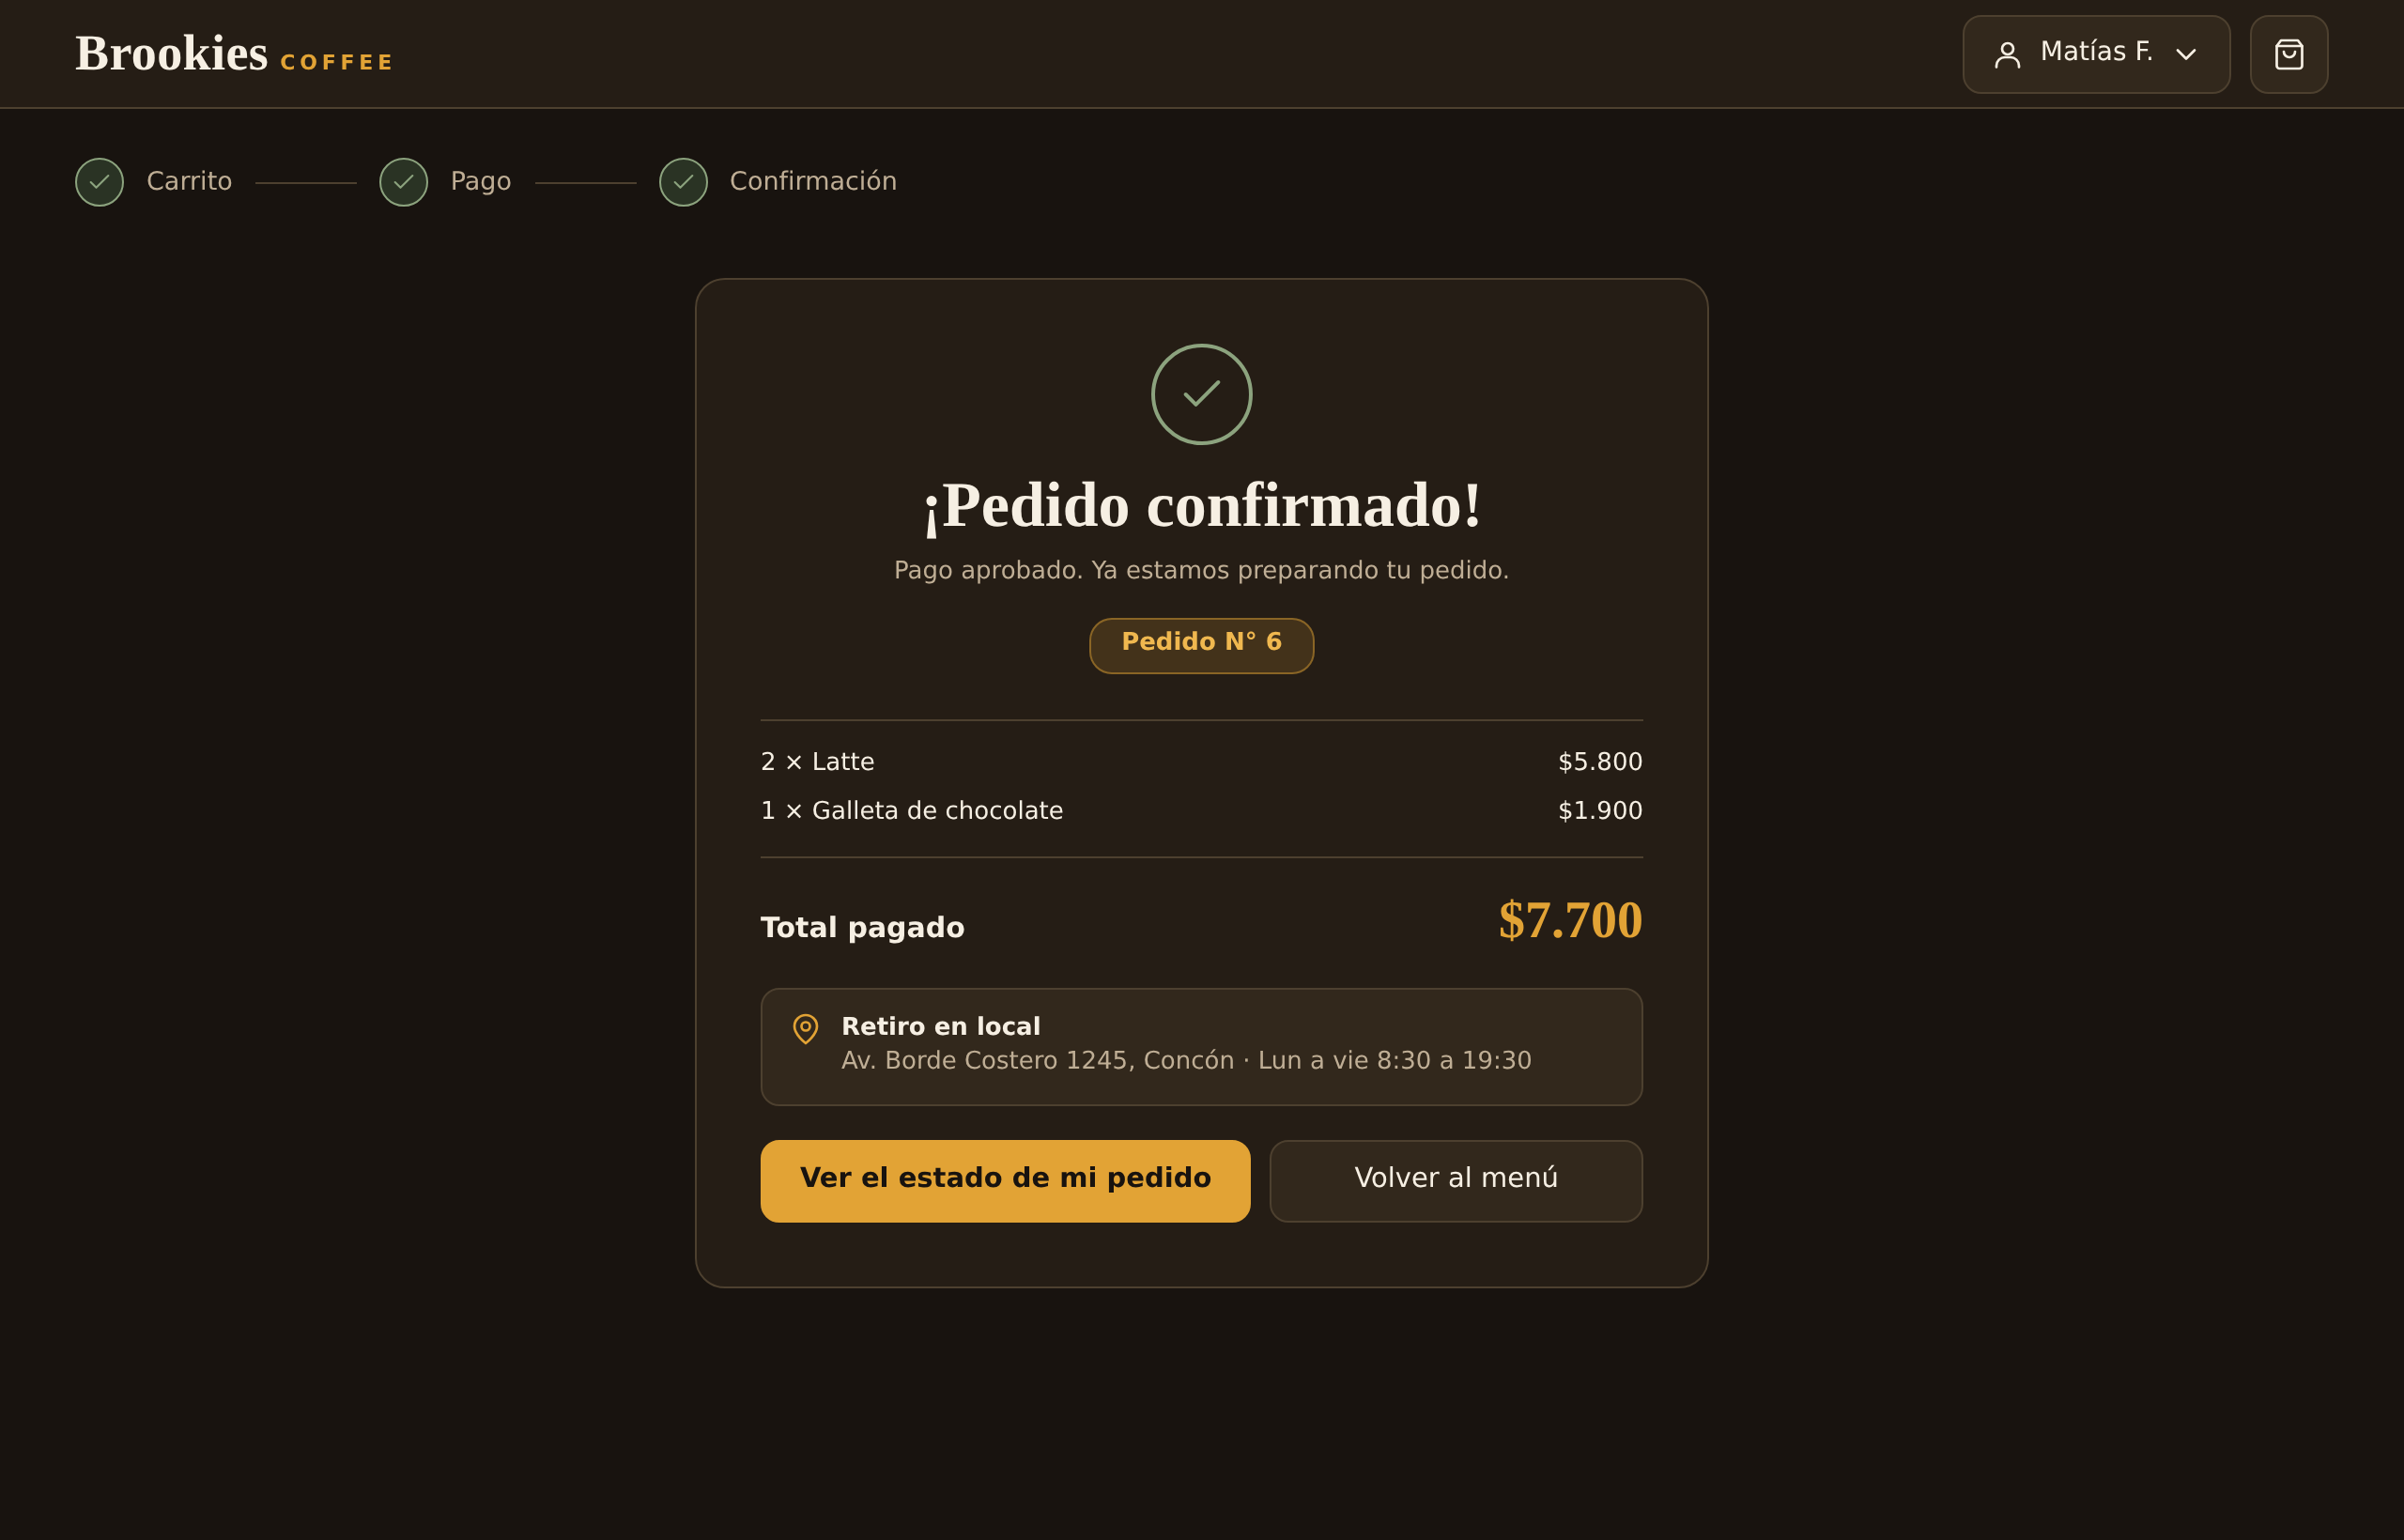 Brookies COFFEE
Matías F.
Carrito
Pago
Confirmación
¡Pedido confirmado!
Pago aprobado. Ya estamos preparando tu pedido.
Pedido N° 6
2 × Latte $5.800
1 × Galleta de chocolate $1.900
Total pagado $7.700
Retiro en local
Av. Borde Costero 1245, Concón · Lun a vie 8:30 a 19:30
Ver el estado de mi pedido
Volver al menú